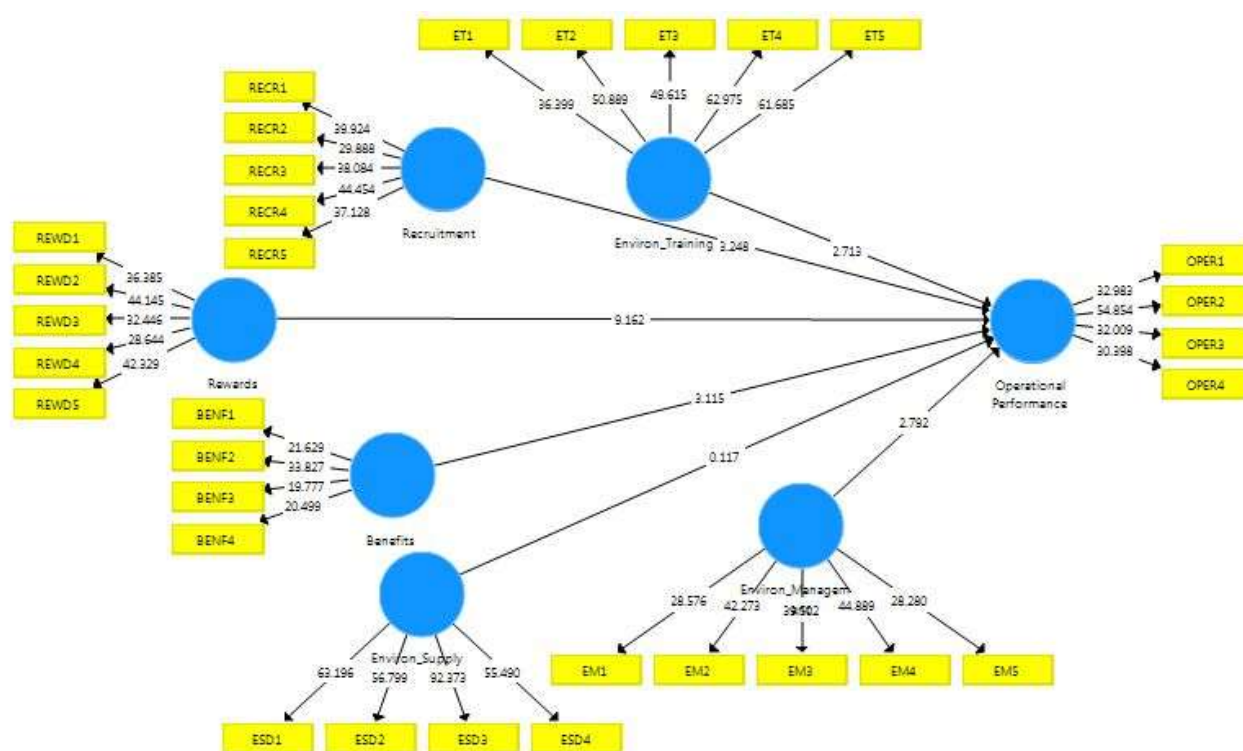 ET1
ET2
ET3
ET4
ET5
36.399
50.889
49.615
62.975
61.685
RECR1
RECR2
RECR3
RECR4
RECR5
39.924
29.888
38.084
44.454
37.128
Recruitment
Environ_Training
3.248
2.713
REWD1
REWD2
REWD3
REWD4
REWD5
36.385
44.145
32.446
28.644
42.329
Rewards
9.162
OPER1
OPER2
OPER3
OPER4
32.983
54.854
32.009
30.398
Operational
Performance
BENF1
BENF2
BENF3
BENF4
21.629
33.827
19.777
20.499
Benefits
3.115
0.117
2.792
Environ_Managem
28.576
42.273
44.889
28.280
EM1
EM2
EM3
EM4
EM5
Environ_Supply
63.196
56.799
92.373
55.490
ESD1
ESD2
ESD3
ESD4